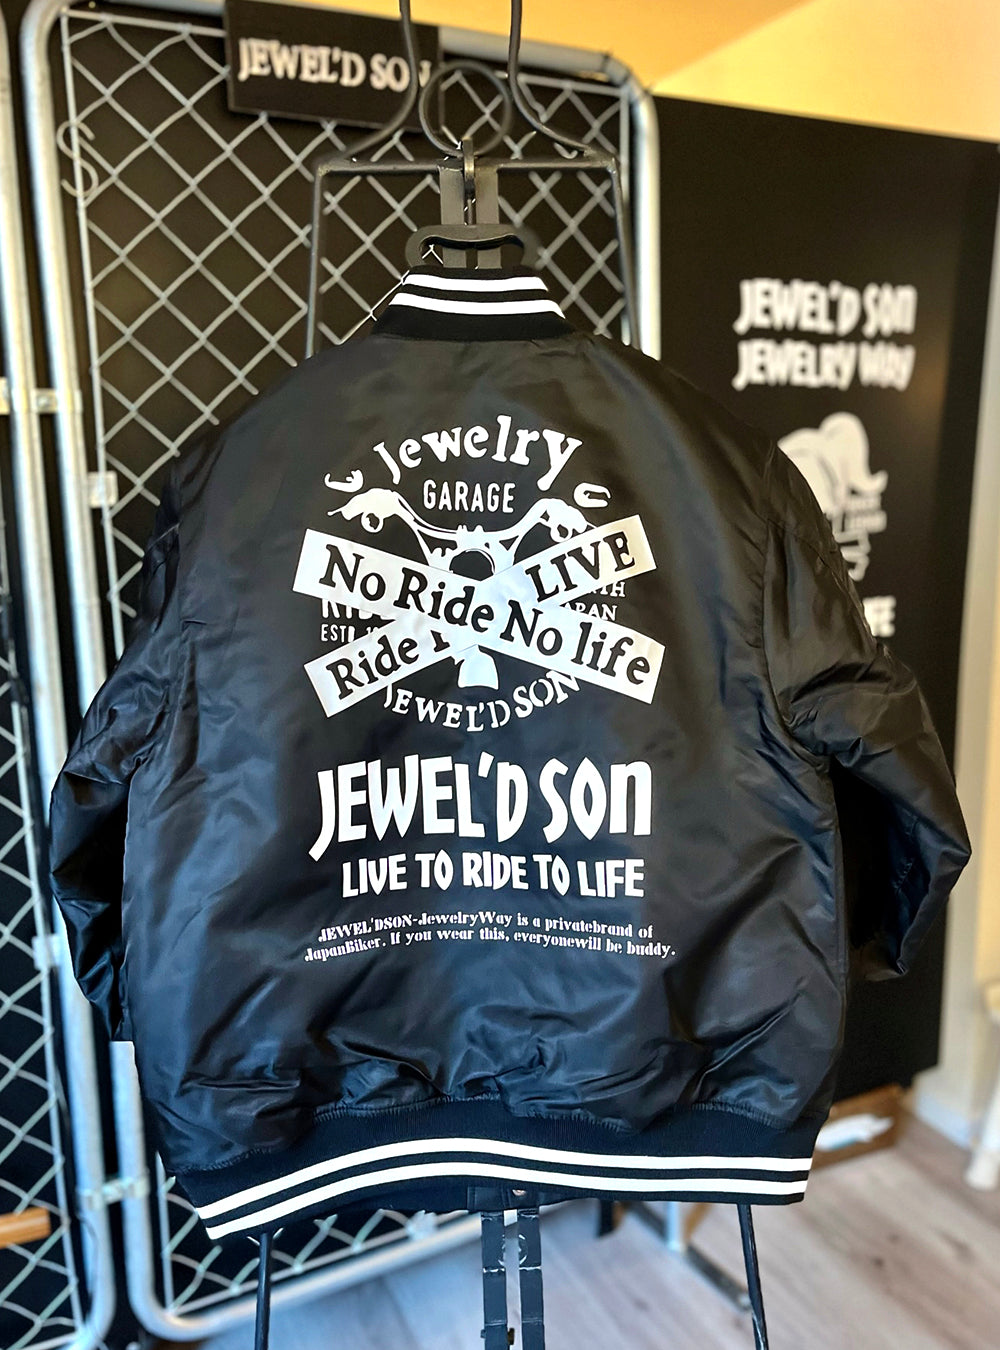 JEWEL'D SON
JEWEL'D SON
JEWELRY WAY
Jewelry
GARAGE
No Ride No life
LIVE
Ride
JEWEL'D SON
JEWEL'D SON
LIVE TO RIDE TO LIFE
JEWEL'DSON-JewelryWay is a privatebrand of
JapanBiker. If you wear this, everyonewill be buddy.